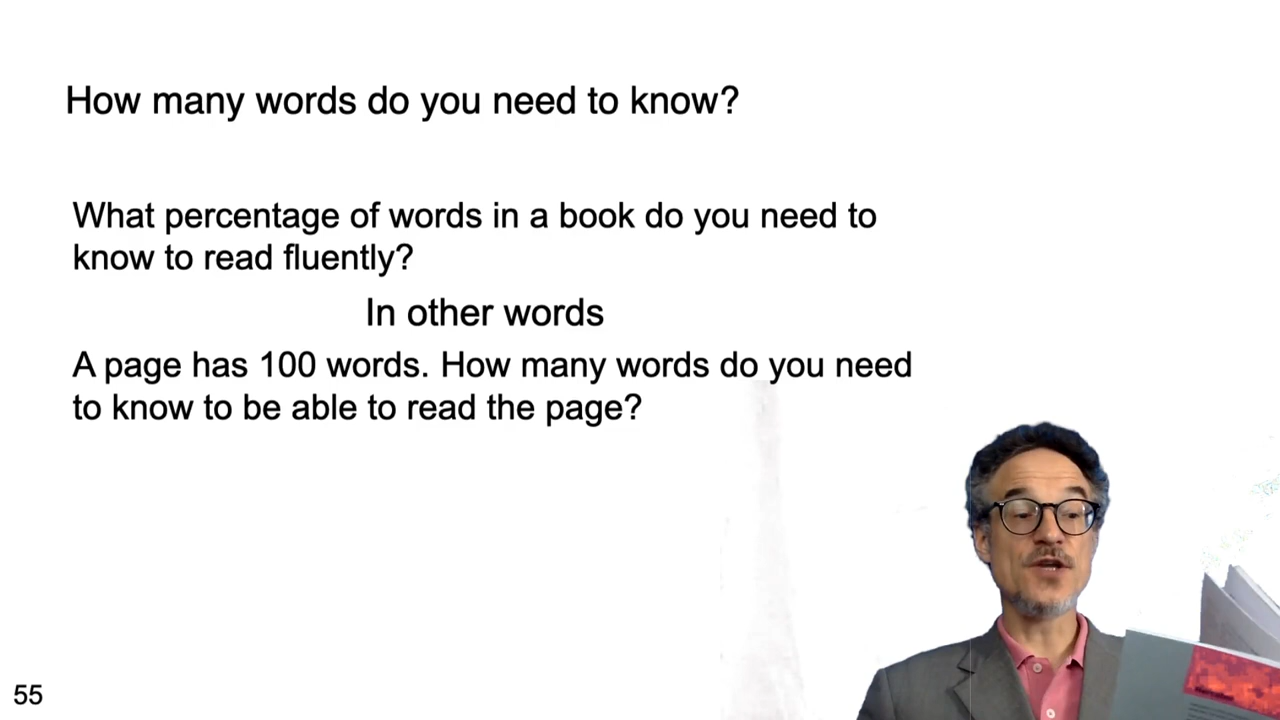 How many words do you need to know?
What percentage of words in a book do you need to
know to read fluently?
In other words
A page has 100 words. How many words do you need
to know to be able to read the page?
55